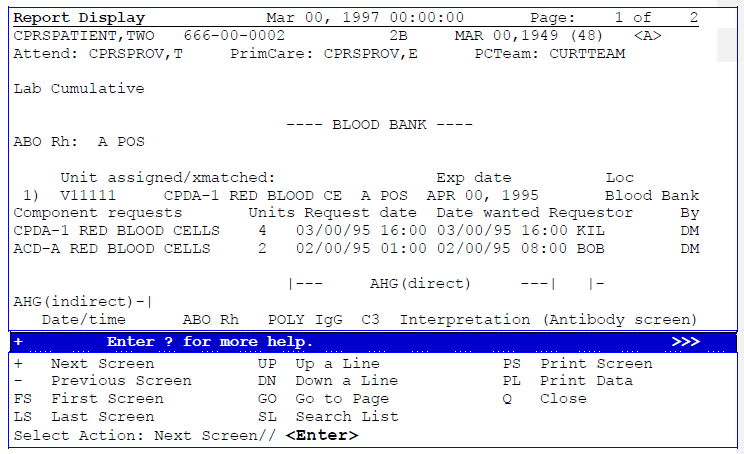 Report Display             Mar 00, 1997 00:00:00       Page:    1 of    2
CPRSPATIENT,TWO   666-00-0002           2B     MAR 00,1949 (48)   <A>
Attend: CPRSPROV,T     PrimCare: CPRSPROV,E      PCTeam: CURTTEAM
Lab Cumulative
---- BLOOD BANK ----
ABO Rh:  A POS
Unit assigned/xmatched:                 Exp date          Loc
1)  V11111     CPDA-1 RED BLOOD CE  A POS  APR 00, 1995       Blood Bank
Component requests       Units Request date  Date wanted Requestor     By
CPDA-1 RED BLOOD CELLS    4   03/00/95 16:00 03/00/95 16:00 KIL        DM
ACD-A RED BLOOD CELLS     2   02/00/95 01:00 02/00/95 08:00 BOB        DM
|---     AHG(direct)     ---|   |-
AHG(indirect)-|
Date/time      ABO Rh   POLY IgG  C3  Interpretation (Antibody screen)
+         Enter ? for more help.                                      >>>
+   Next Screen           UP  Up a Line             PS  Print Screen
-   Previous Screen       DN  Down a Line           PL  Print Data
FS  First Screen          GO  Go to Page            Q   Close
LS  Last Screen           SL  Search List
Select Action: Next Screen// <Enter>